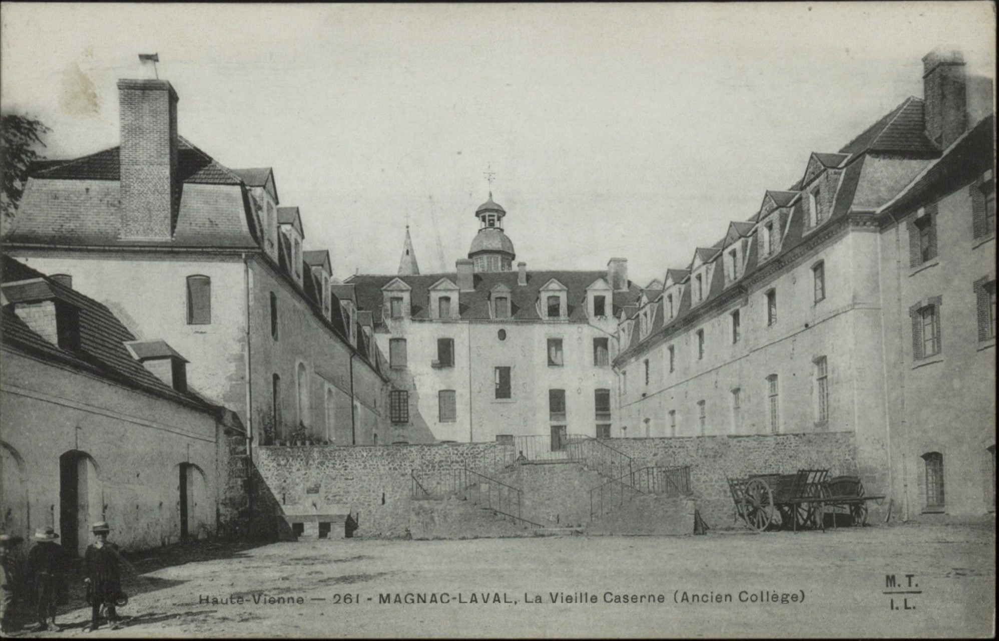 Haute-Vienne — 261 - MAGNAC-LAVAL, La Vieille Caserne (Ancien Collège)
M. T.
I. L.